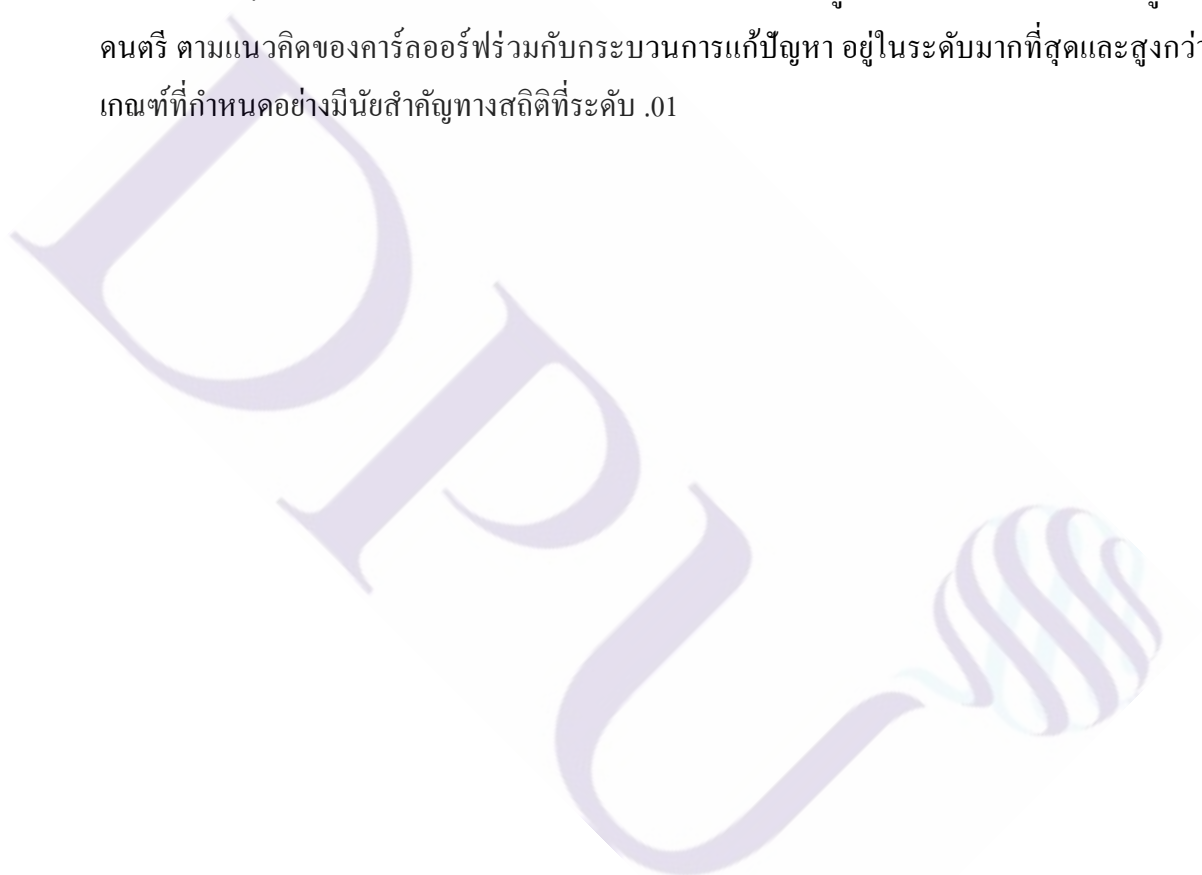 ดนตรี ตามแนวคิดของคาร์ลออร์ฟร่วมกับกระบวนการแก้ปัญหา อยู่ในระดับมากที่สุดและสูงกว่า
เกณฑ์ที่กำหนดอย่างมีนัยสำคัญทางสถิติที่ระดับ .01
DPU